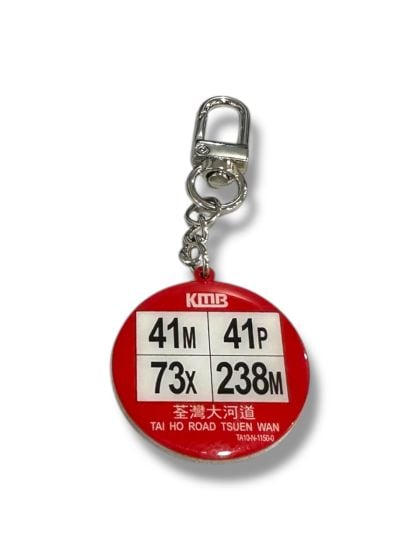 KMB
41M 41P
73X 238M
荃灣大河道
TAI HO ROAD TSUEN WAN
TA10-N-1150-0